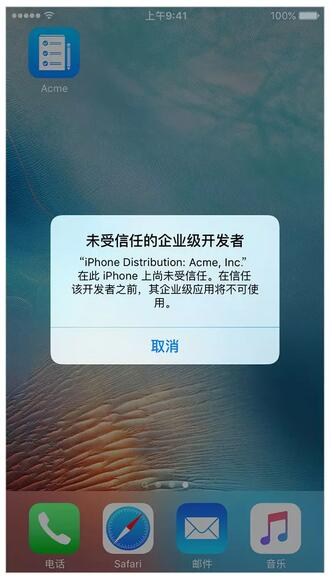 上午9:41
100%
Acme
未受信任的企业级开发者
“iPhone Distribution: Acme, Inc.”
在此 iPhone 上尚未受信任。在信任
该开发者之前，其企业级应用将不可使
用。
取消
电话
Safari
邮件
音乐